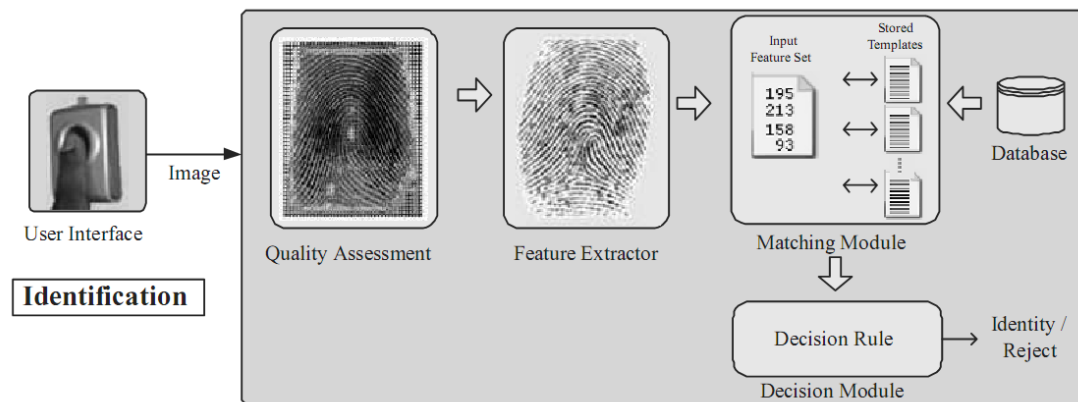 Input
Feature Set
Stored
Templates
195
213
158
93
Image
User Interface
Quality Assessment
Feature Extractor
Matching Module
Database
Identification
Decision Rule
Decision Module
Identity /
Reject